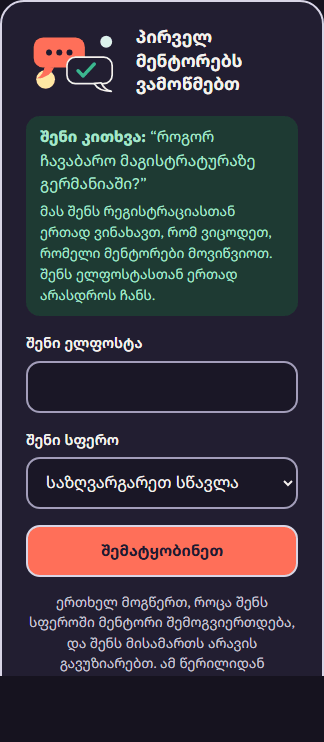 პირველ
მენტორებს
ვამოწმებთ
შენი კითხვა: “როგორ
ჩავაბარო მაგისტრატურაზე
გერმანიაში?”
მას შენს რეგისტრაციასთან
ერთად ვინახავთ, რომ ვიცოდეთ,
რომელი მენტორები მოვიწვიოთ.
შენს ელფოსტასთან ერთად
არასდროს ჩანს.
შენი ელფოსტა
შენი სფერო
საზღვარგარეთ სწავლა
შემატყობინეთ
ერთხელ მოგწერთ, როცა შენს
სფეროში მენტორი შემოგვიერთდება,
და შენს მისამართს არავის
გავუზიარებთ. ამ წერილიდან